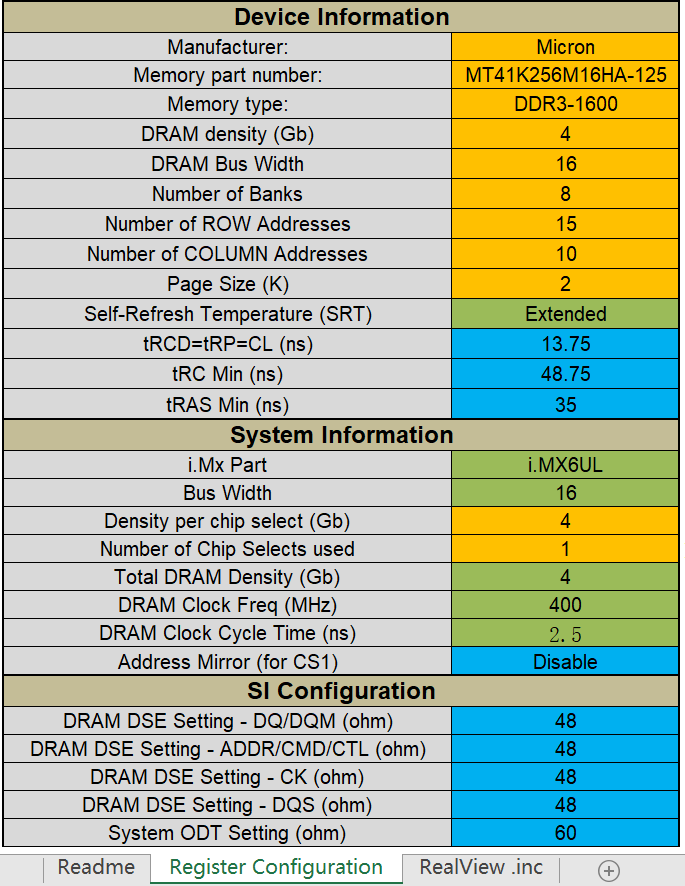 Device Information
Manufacturer: Micron
Memory part number: MT41K256M16HA-125
Memory type: DDR3-1600
DRAM density (Gb) 4
DRAM Bus Width 16
Number of Banks 8
Number of ROW Addresses 15
Number of COLUMN Addresses 10
Page Size (K) 2
Self-Refresh Temperature (SRT) Extended
tRCD=tRP=CL (ns) 13.75
tRC Min (ns) 48.75
tRAS Min (ns) 35
System Information
i.Mx Part i.MX6UL
Bus Width 16
Density per chip select (Gb) 4
Number of Chip Selects used 1
Total DRAM Density (Gb) 4
DRAM Clock Freq (MHz) 400
DRAM Clock Cycle Time (ns) 2.5
Address Mirror (for CS1) Disable
SI Configuration
DRAM DSE Setting - DQ/DQM (ohm) 48
DRAM DSE Setting - ADDR/CMD/CTL (ohm) 48
DRAM DSE Setting - CK (ohm) 48
DRAM DSE Setting - DQS (ohm) 48
System ODT Setting (ohm) 60
Readme Register Configuration RealView .inc